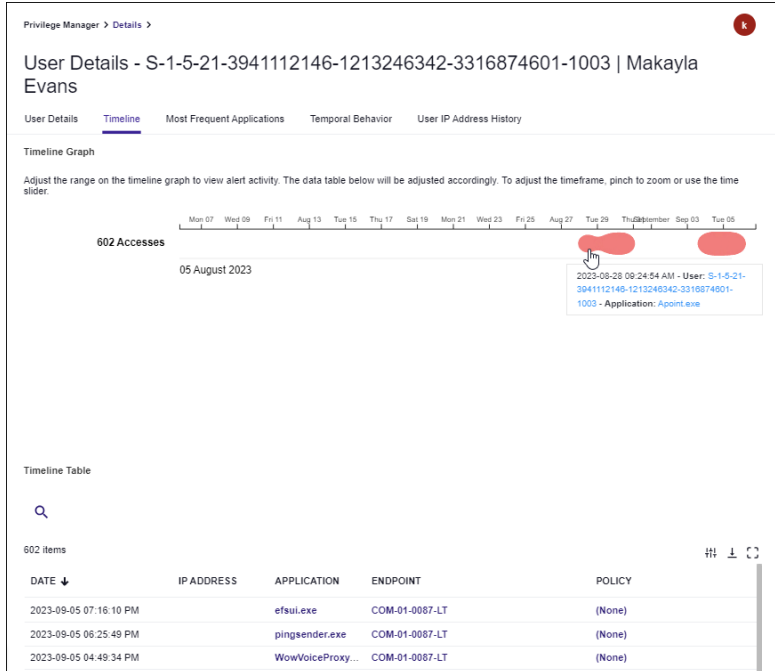 Privilege Manager > Details >
k
User Details - S-1-5-21-3941112146-1213246342-3316874601-1003 | Makayla
Evans
User Details Timeline Most Frequent Applications Temporal Behavior User IP Address History
Timeline Graph
Adjust the range on the timeline graph to view alert activity. The data table below will be adjusted accordingly. To adjust the timeframe, pinch to zoom or use the time
slider.
Mon 07 Wed 09 Fri 11 Aug 13 Tue 15 Thu 17 Sat 19 Mon 21 Wed 23 Fri 25 Aug 27 Tue 29 September Sep 03 Tue 05
602 Accesses
05 August 2023
2023-08-28 09:24:54 AM - User: S-1-5-21-
3941112146-1213246342-3316874601-
1003 - Application: Apoint.exe
Timeline Table
602 items
DATE IP ADDRESS APPLICATION ENDPOINT POLICY
2023-09-05 07:16:10 PM efsui.exe COM-01-0087-LT (None)
2023-09-05 06:25:49 PM pingsender.exe COM-01-0087-LT (None)
2023-09-05 04:49:34 PM WowVoiceProxy... COM-01-0087-LT (None)